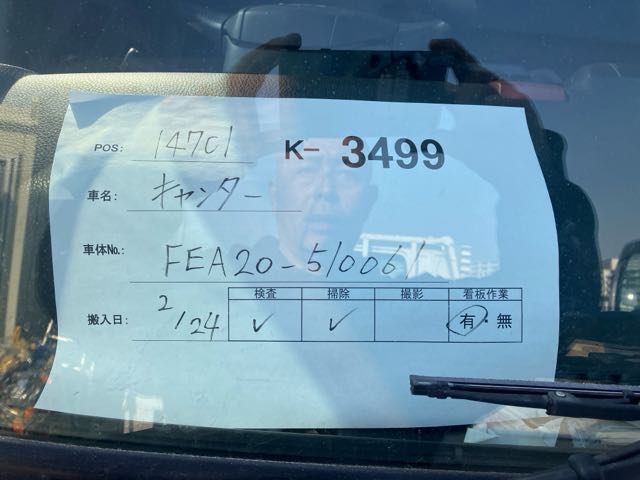 POS: 14701 K- 3499
車名: キャンター
車体No.: FEA20-510061
搬入日: 2/24
検査 掃除 撮影 看板作業
✓ ✓ 有・無